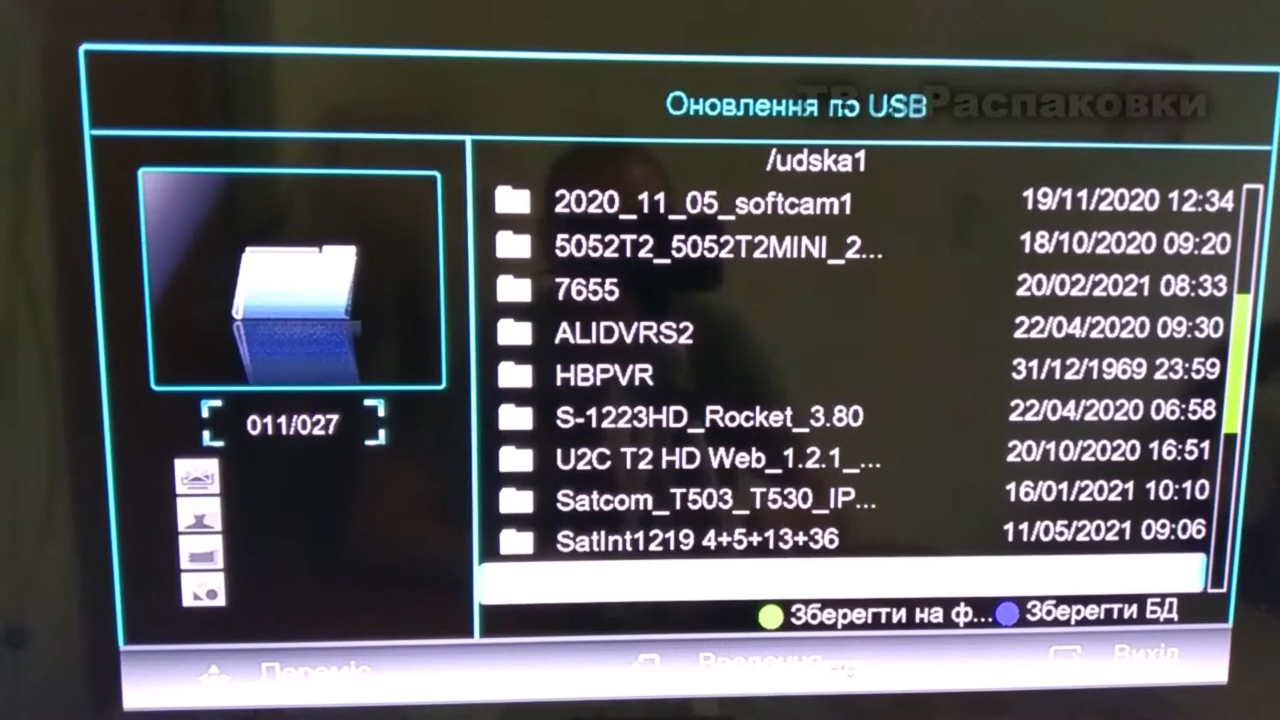 Оновлення по USB
Распаковки
/udska1
2020_11_05_softcam1 19/11/2020 12:34
5052T2_5052T2MINI_2... 18/10/2020 09:20
7655 20/02/2021 08:33
ALIDVRS2 22/04/2020 09:30
HBPVR 31/12/1969 23:59
S-1223HD_Rocket_3.80 22/04/2020 06:58
U2C T2 HD Web_1.2.1_... 20/10/2020 16:51
Satcom_T503_T530_IP... 16/01/2021 10:10
SatInt1219 4+5+13+36 11/05/2021 09:06
011/027
Зберегти на ф... Зберегти БД
Вихід